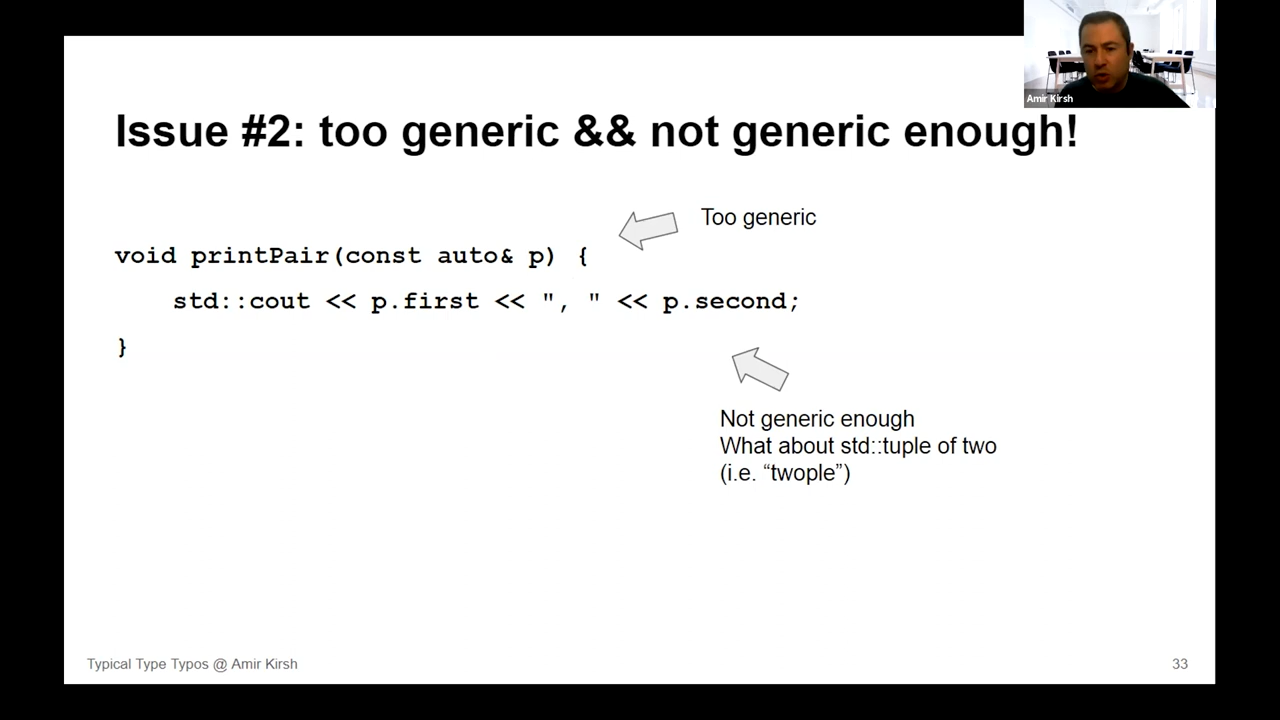 Amir Kirsh
Issue #2: too generic && not generic enough!
Too generic
void printPair(const auto& p) {
std::cout << p.first << ", " << p.second;
}
Not generic enough
What about std::tuple of two
(i.e. “twople”)
Typical Type Typos @ Amir Kirsh
33